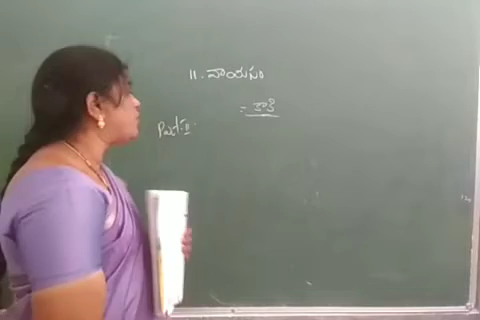 11. వాయసం
= కాకి
Part-II